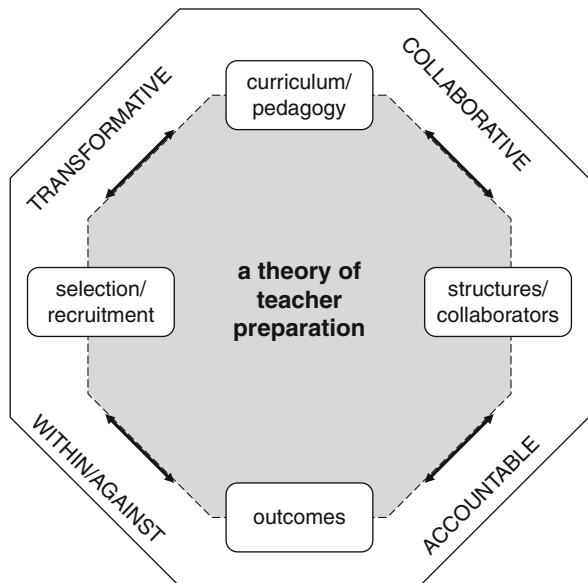 TRANSFORMATIVE
COLLABORATIVE
curriculum/
pedagogy
selection/
recruitment
a theory of
teacher
preparation
structures/
collaborators
WITHIN/AGAINST
outcomes
ACCOUNTABLE